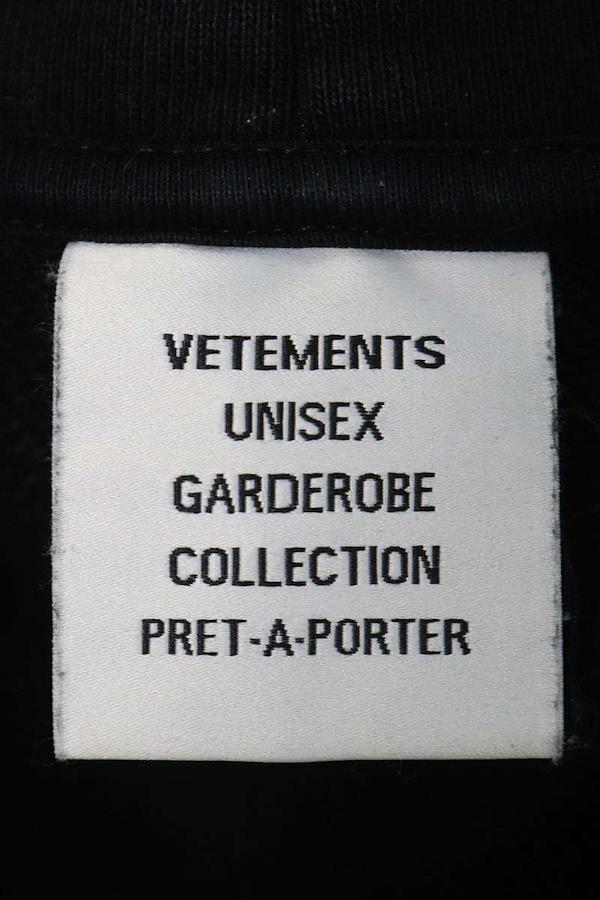 VETEMENTS
UNISEX
GARDEROBE
COLLECTION
PRET-A-PORTER